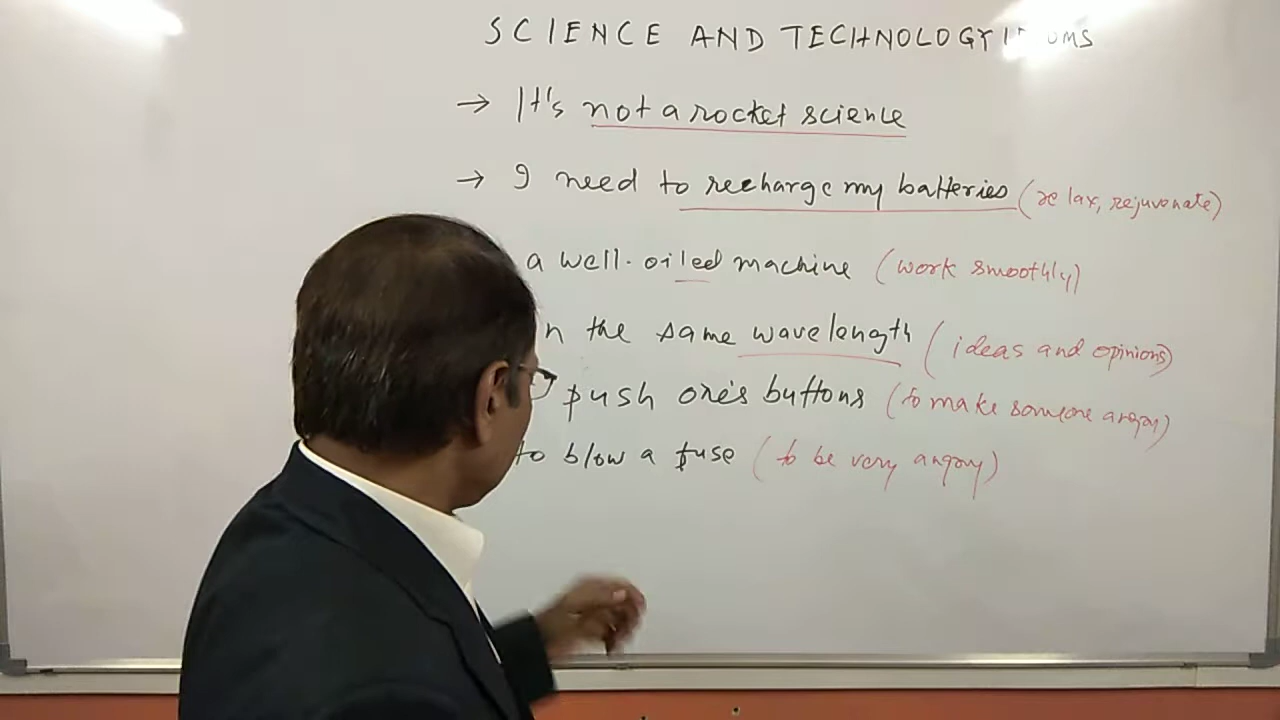 SCIENCE AND TECHNOLOGY
→ It's not a rocket science
→ I need to recharge my batteries (relax, rejuvenate)
a well-oiled machine (work smoothly)
n the same wavelength (ideas and opinions)
push one's buttons (to make someone angry)
to blow a fuse (to be very angry)